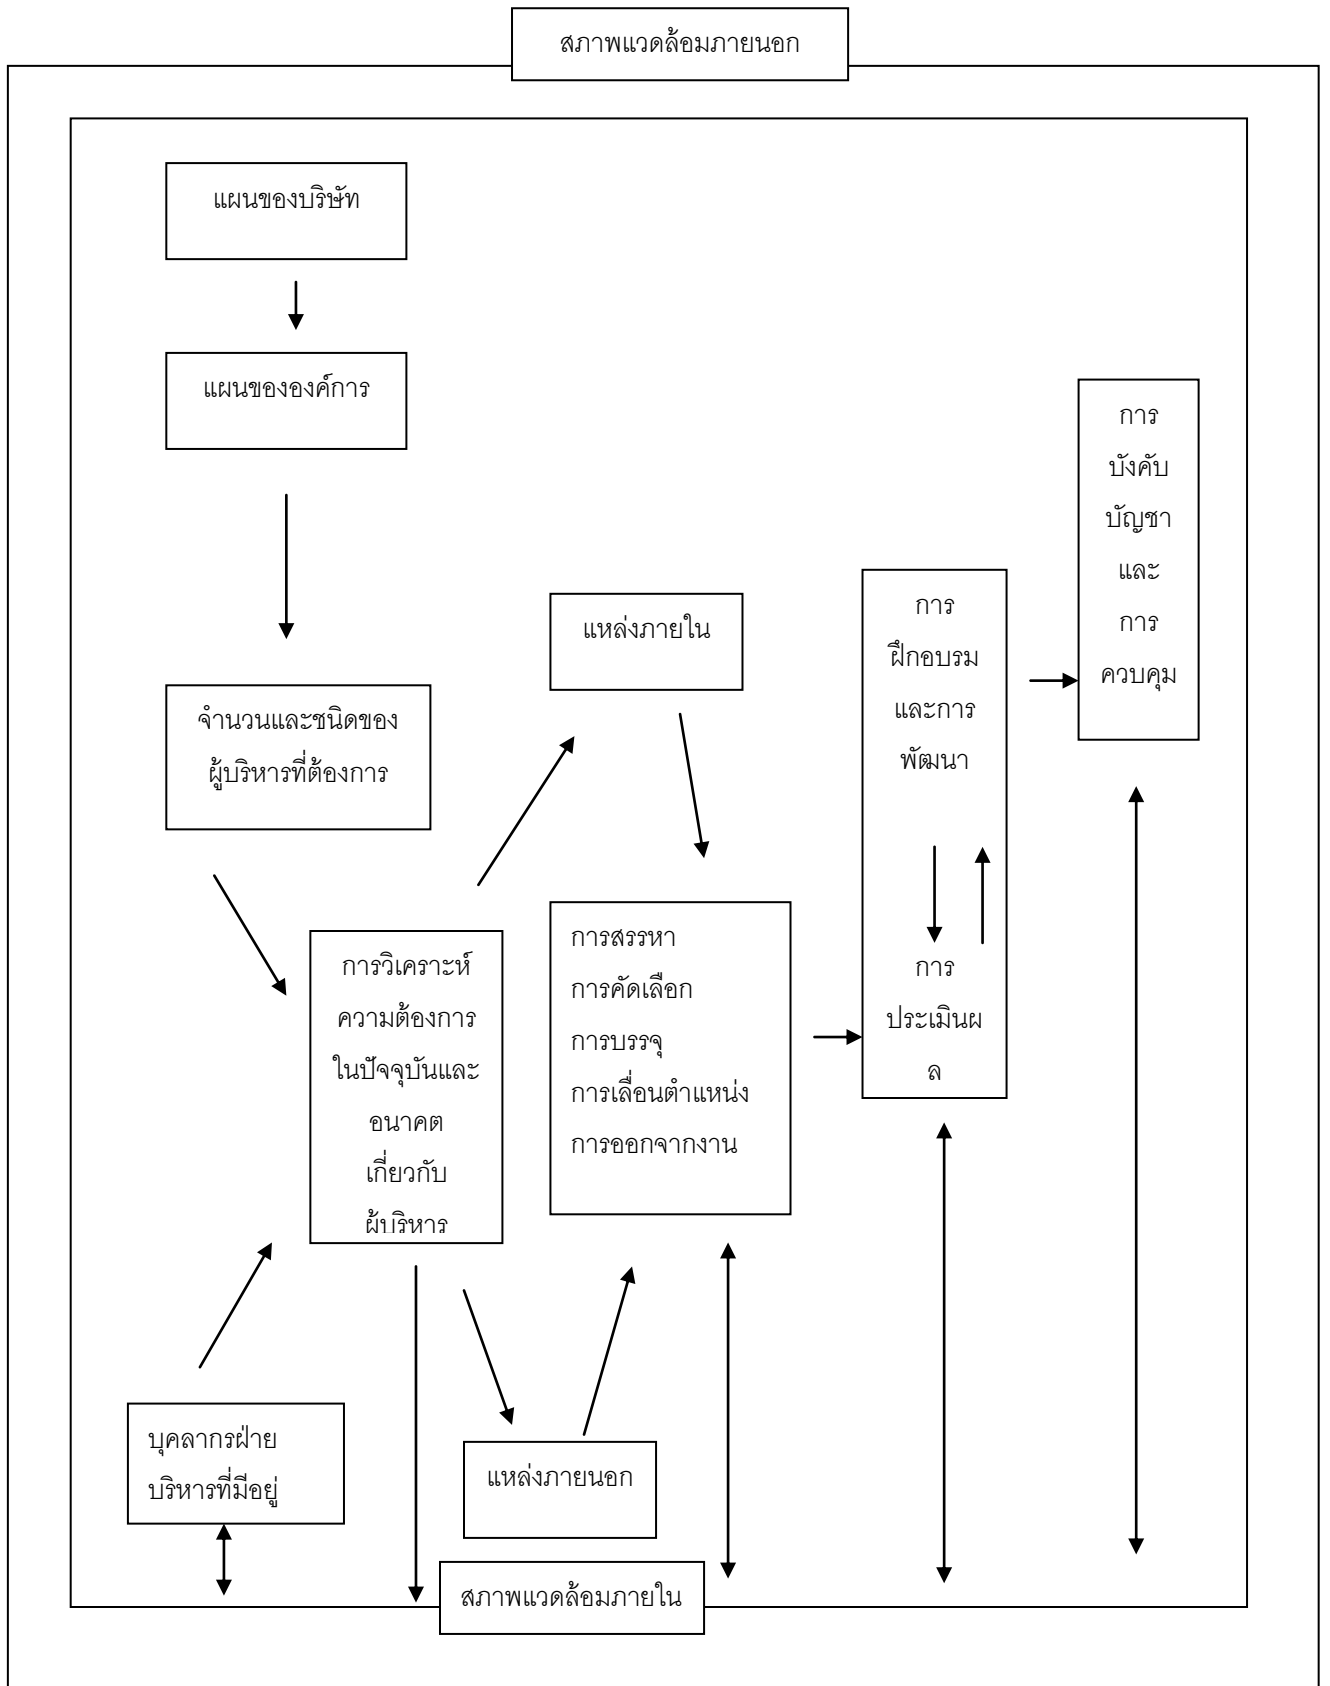 สภาพแวดล้อมภายนอก
แผนของบริษัท
แผนขององค์การ
จำนวนและชนิดของ
ผู้บริหารที่ต้องการ
การวิเคราะห์
ความต้องการ
ในปัจจุบันและ
อนาคต
เกี่ยวกับ
ผู้บริหาร
บุคลากรฝ่าย
บริหารที่มีอยู่
แหล่งภายใน
แหล่งภายนอก
การสรรหา
การคัดเลือก
การบรรจุ
การเลื่อนตำแหน่ง
การออกจากงาน
การ
ฝึกอบรม
และการ
พัฒนา
การ
ประเมินผ
ล
การ
บังคับ
บัญชา
และ
การ
ควบคุม
สภาพแวดล้อมภายใน